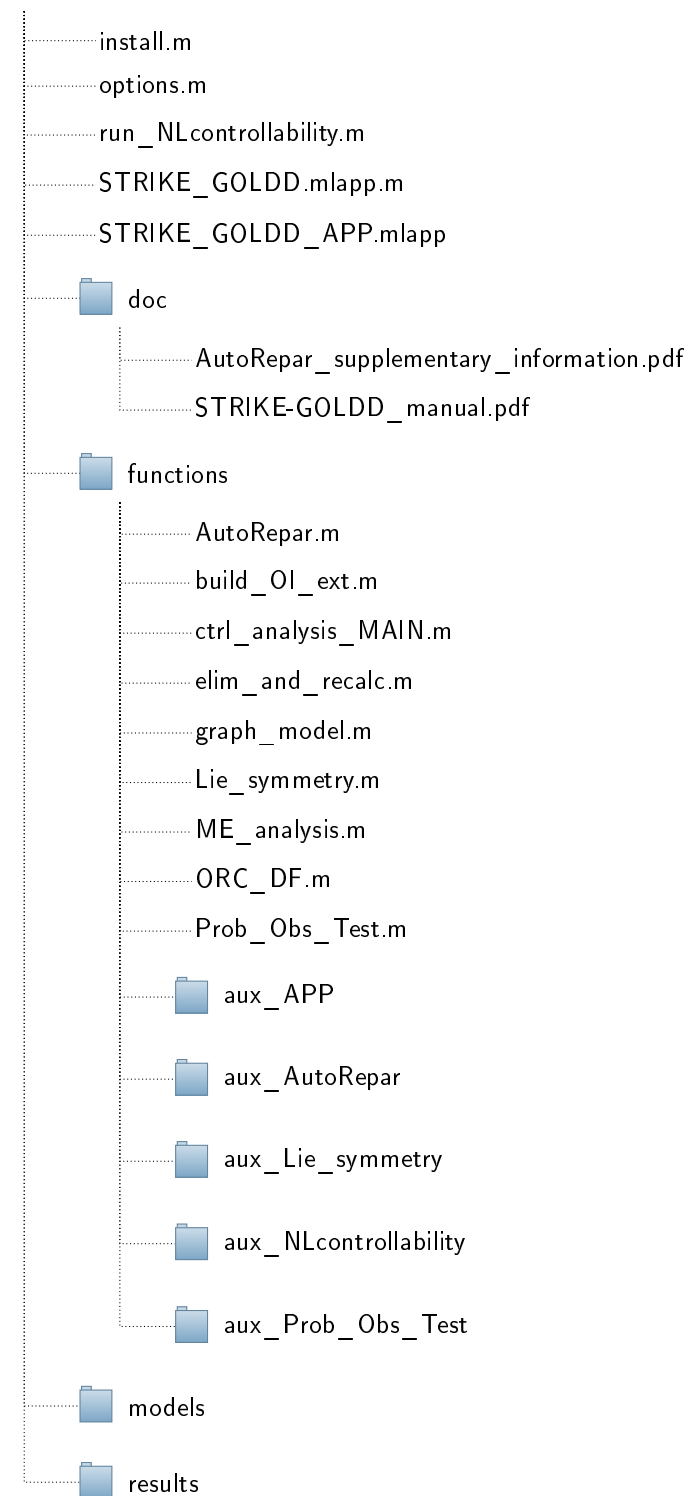 install.m
options.m
run_NLcontrollability.m
STRIKE_GOLDD.mlapp.m
STRIKE_GOLDD_APP.mlapp
doc
AutoRepar_supplementary_information.pdf
STRIKE-GOLDD_manual.pdf
functions
AutoRepar.m
build_OI_ext.m
ctrl_analysis_MAIN.m
elim_and_recalc.m
graph_model.m
Lie_symmetry.m
ME_analysis.m
ORC_DF.m
Prob_Obs_Test.m
aux_APP
aux_AutoRepar
aux_Lie_symmetry
aux_NLcontrollability
aux_Prob_Obs_Test
models
results